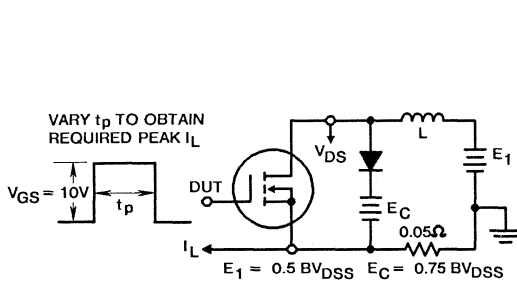 VARY tp TO OBTAIN
REQUIRED PEAK IL
VGS = 10V
tp
DUT
VDS
L
E1
EC
0.05Ω
IL
E1 = 0.5 BVDSS EC = 0.75 BVDSS